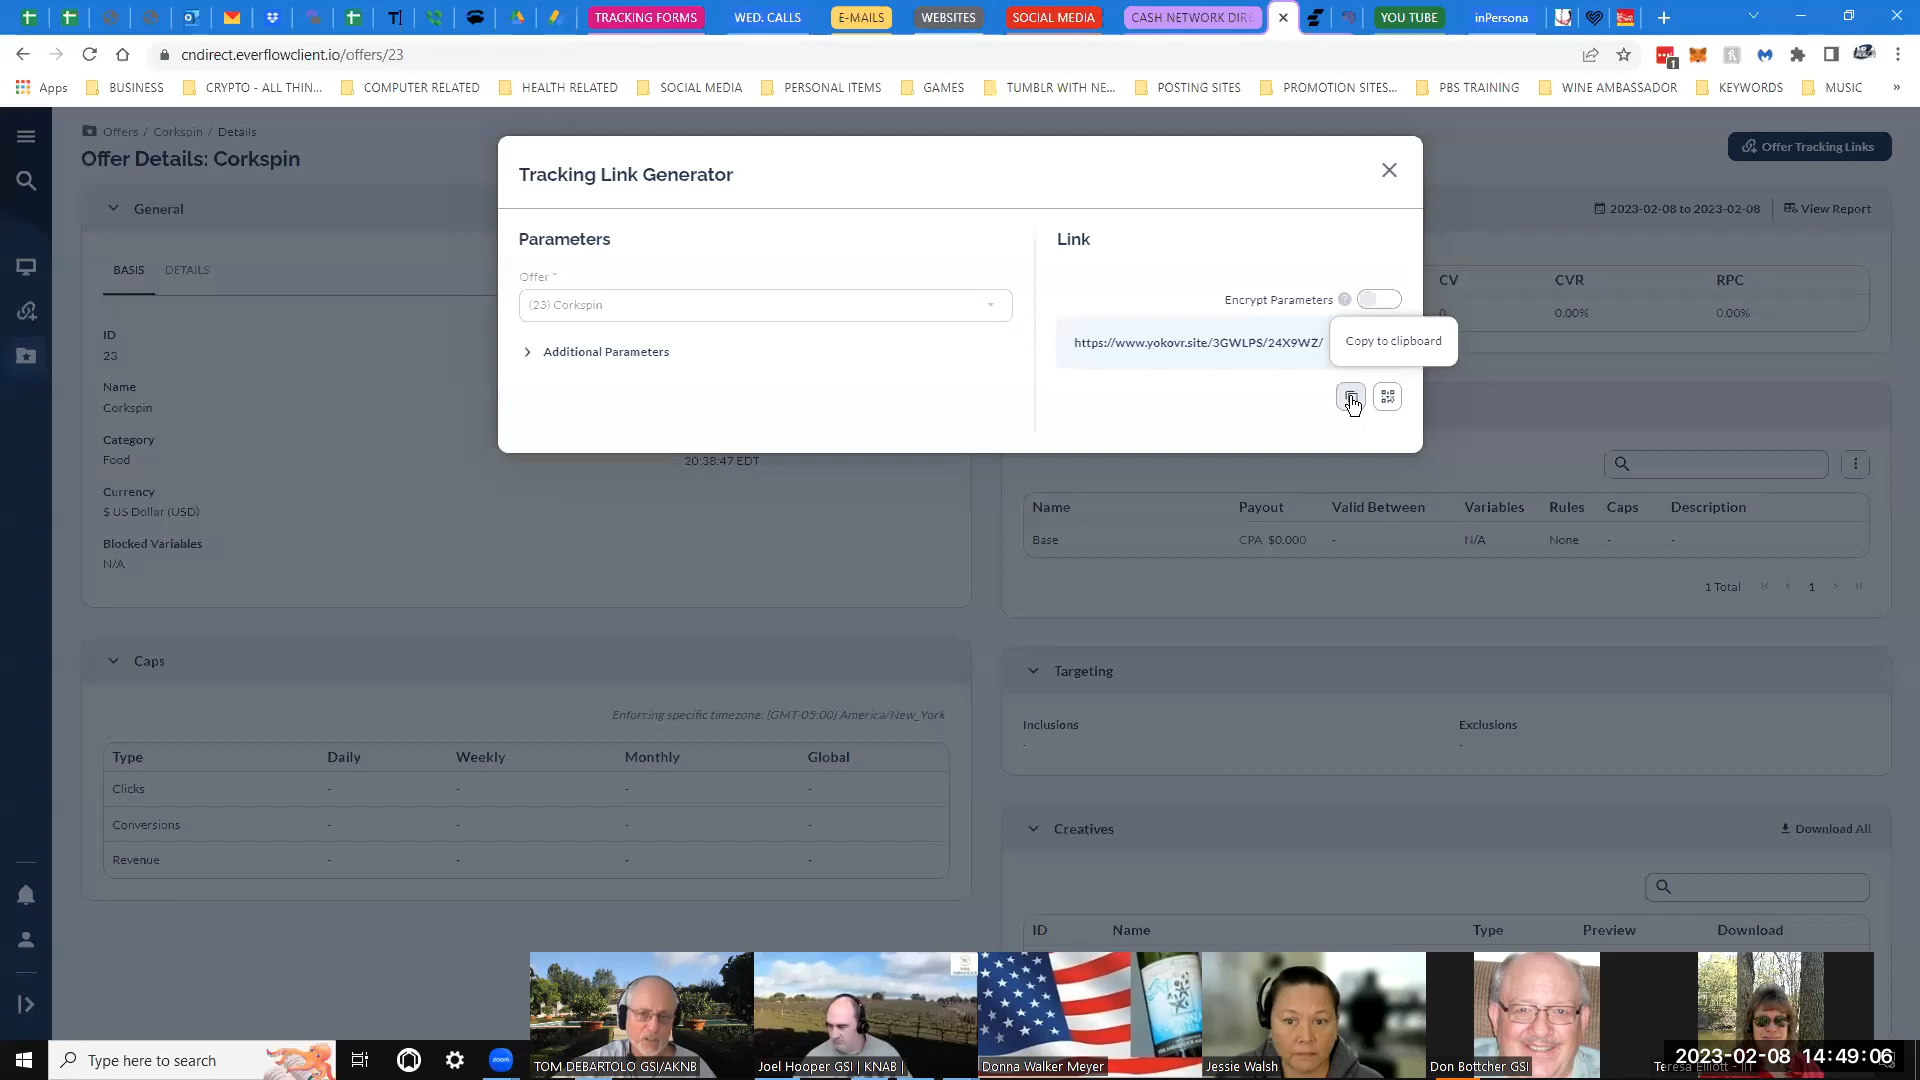 TRACKING FORMS
WED. CALLS
E-MAILS
WEBSITES
SOCIAL MEDIA
CASH NETWORK DIRE
YOU TUBE
inPersona
cndirect.everflowclient.io/offers/23
1
Apps
BUSINESS
CRYPTO - ALL THIN...
COMPUTER RELATED
HEALTH RELATED
SOCIAL MEDIA
PERSONAL ITEMS
GAMES
TUMBLR WITH NE...
POSTING SITES
PROMOTION SITES...
PBS TRAINING
WINE AMBASSADOR
KEYWORDS
MUSIC
»
Offers / Corkspin / Details
Offer Details: Corkspin
Offer Tracking Links
General
BASIS
DETAILS
ID
23
Name
Corkspin
Category
Food
20:38:47 EDT
Currency
$ US Dollar (USD)
Blocked Variables
N/A
Tracking Link Generator
Parameters
Offer *
(23) Corkspin
Additional Parameters
Link
Encrypt Parameters
https://www.yokovr.site/3GWLPS/24X9WZ/
Copy to clipboard
2023-02-08 to 2023-02-08
View Report
CV
CVR
RPC
0
0.00%
0.00%
Name
Payout
Valid Between
Variables
Rules
Caps
Description
Base
CPA $0.000
-
N/A
None
-
-
1 Total
1
Caps
Enforcing specific timezone: (GMT-05:00) America/New_York
Type
Daily
Weekly
Monthly
Global
Clicks
-
-
-
-
Conversions
-
-
-
-
Revenue
-
-
-
-
Targeting
Inclusions
-
Exclusions
-
Creatives
Download All
ID
Name
Type
Preview
Download
TOM DEBARTOLO GSI/AKNB
Joel Hooper GSI | KNAB |
Donna Walker Meyer
Jessie Walsh
Don Bottcher GSI
Teresa Elliott - IIT
Type here to search
zoom
2023-02-08 14:49:06